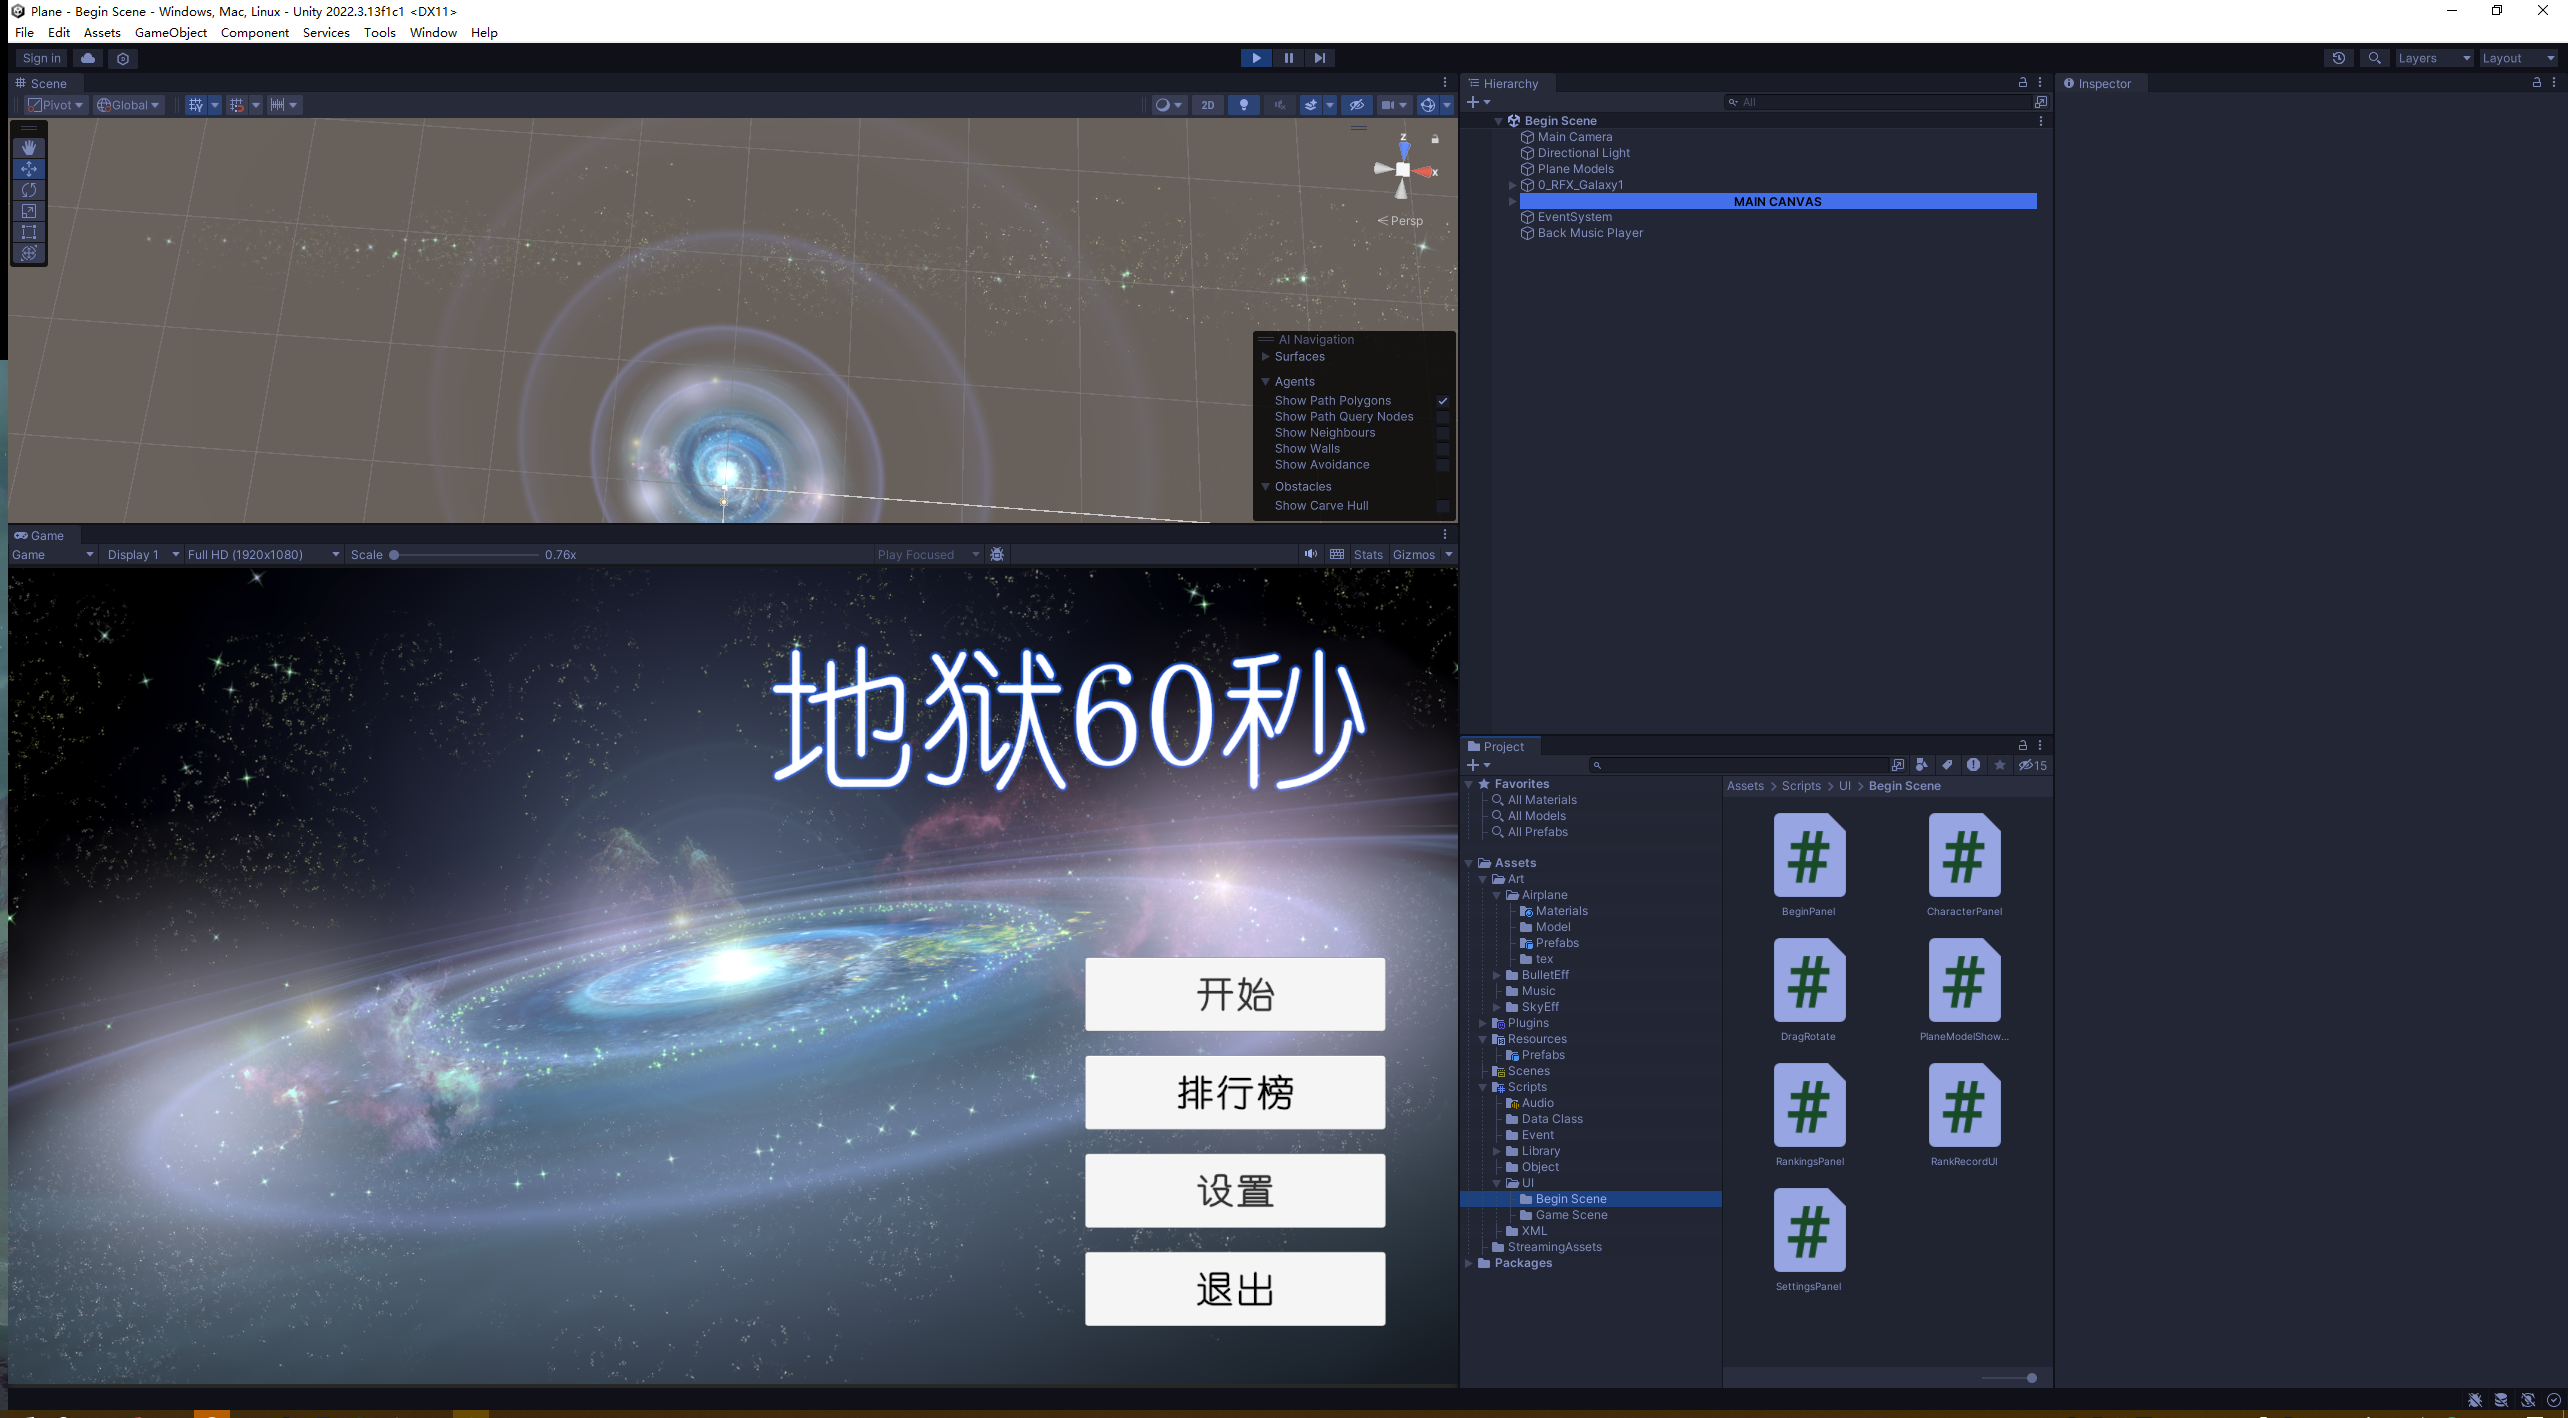 Plane - Begin Scene - Windows, Mac, Linux - Unity 2022.3.13f1c1 <DX11>
File Edit Assets GameObject Component Services Tools Window Help
Sign in
Layers
Layout
Scene
Pivot
Global
2D
z
x
Persp
AI Navigation
Surfaces
Agents
Show Path Polygons
Show Path Query Nodes
Show Neighbours
Show Walls
Show Avoidance
Obstacles
Show Carve Hull
Game
Game
Display 1
Full HD (1920x1080)
Scale
0.76x
Play Focused
Stats
Gizmos
地狱60秒
开始
排行榜
设置
退出
Hierarchy
All
Begin Scene
Main Camera
Directional Light
Plane Models
0_RFX_Galaxy1
MAIN CANVAS
EventSystem
Back Music Player
Inspector
Project
15
Favorites
All Materials
All Models
All Prefabs
Assets
Art
Airplane
Materials
Model
Prefabs
tex
BulletEff
Music
SkyEff
Plugins
Resources
Prefabs
Scenes
Scripts
Audio
Data Class
Event
Library
Object
UI
Begin Scene
Game Scene
XML
StreamingAssets
Packages
Assets > Scripts > UI > Begin Scene
BeginPanel
CharacterPanel
DragRotate
PlaneModelShow...
RankingsPanel
RankRecordUI
SettingsPanel